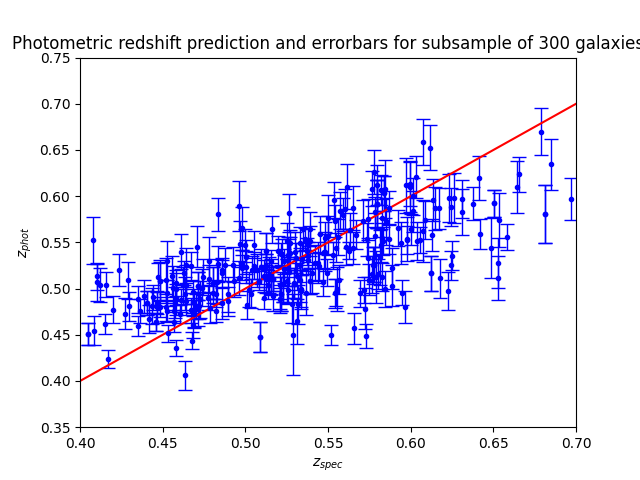 Photometric redshift prediction and errorbars for subsample of 300 galaxies
0.75
0.70
0.65
0.60
0.55
0.50
0.45
0.40
0.35
z_phot
0.40 0.45 0.50 0.55 0.60 0.65 0.70
z_spec